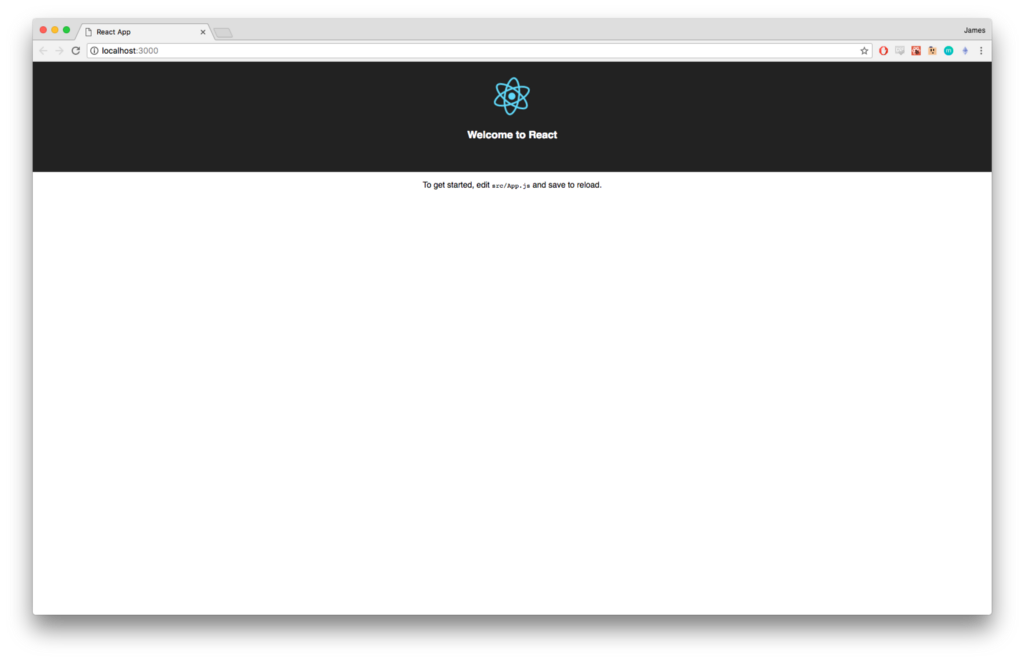 React App
James
localhost:3000
Welcome to React
To get started, edit src/App.js and save to reload.